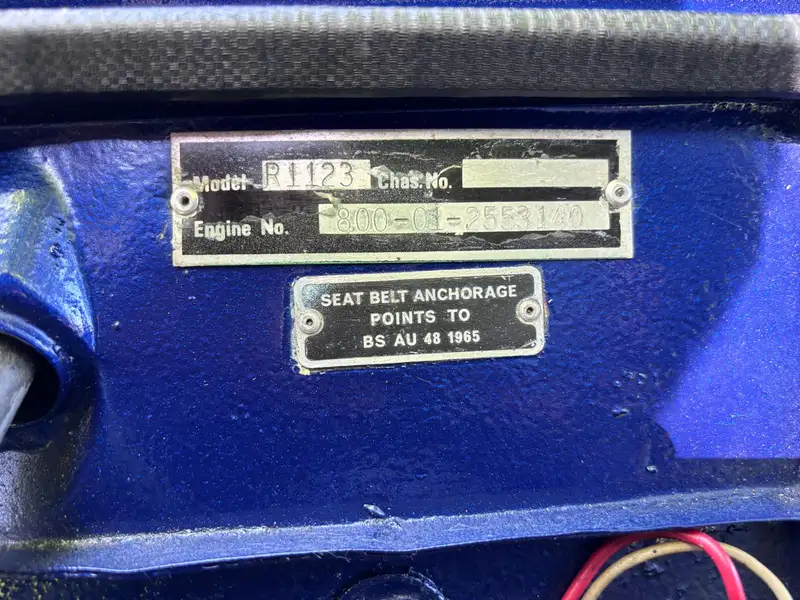 Model R1123 Chas. No.
Engine No. 800-01-2553140
SEAT BELT ANCHORAGE
POINTS TO
BS AU 48 1965